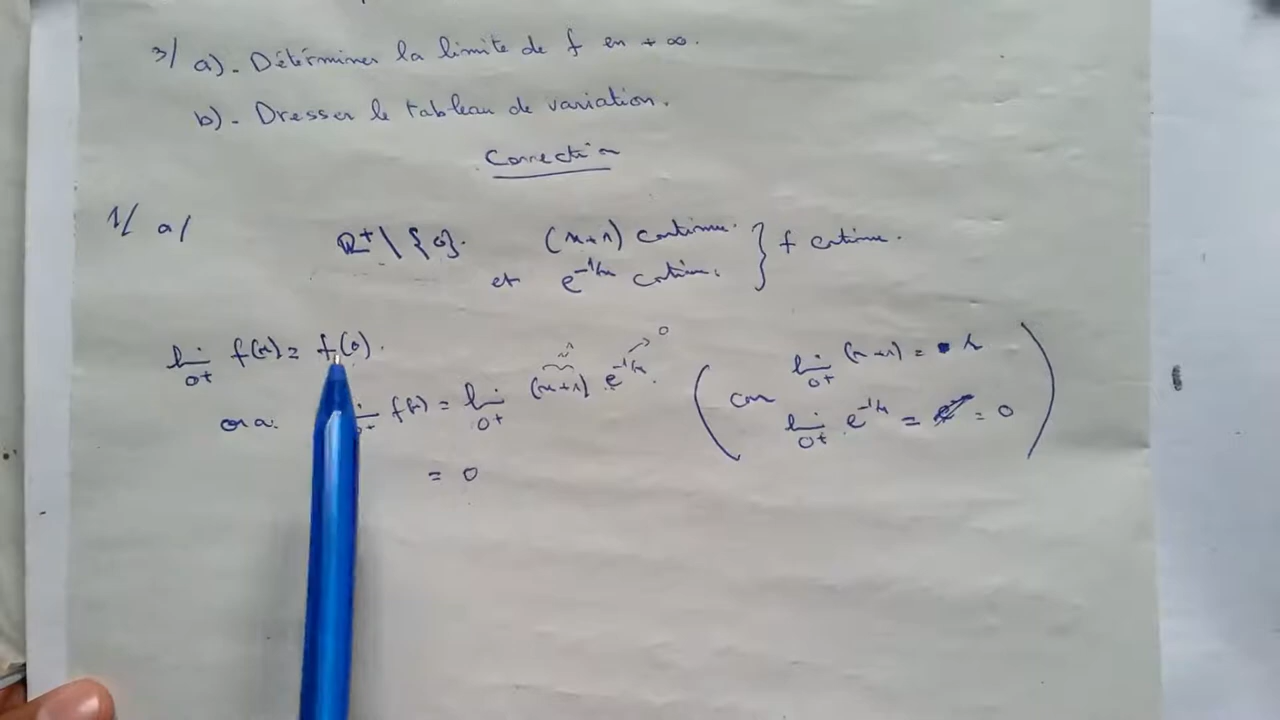 3/ a)- Détérminer la limite de f en +∞.
b)- Dresser le tableau de variation.
Correction
1/ a/ R+\{0}. (x+1) continue. } f continue.
et e^-1/x continue.
lim 0+ f(x) = f(0).
on a: lim 0+ f(x) = lim 0+ (x+1) e^-1/x → 0 ( car lim 0+ (x+1) = 1
lim 0+ e^-1/x = = 0 )
= 0